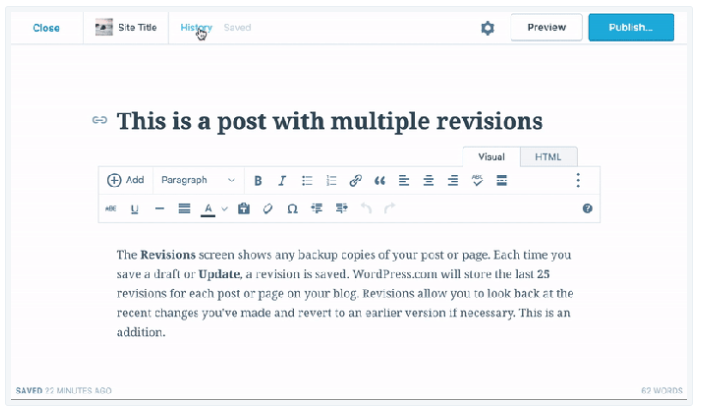 Close Site Title History Saved Preview Publish...
This is a post with multiple revisions
Visual HTML
Add Paragraph B I ABC
ABC U A Ω ?
The Revisions screen shows any backup copies of your post or page. Each time you
save a draft or Update, a revision is saved. WordPress.com will store the last 25
revisions for each post or page on your blog. Revisions allow you to look back at the
recent changes you've made and revert to an earlier version if necessary. This is an
addition.
SAVED 22 MINUTES AGO 62 WORDS